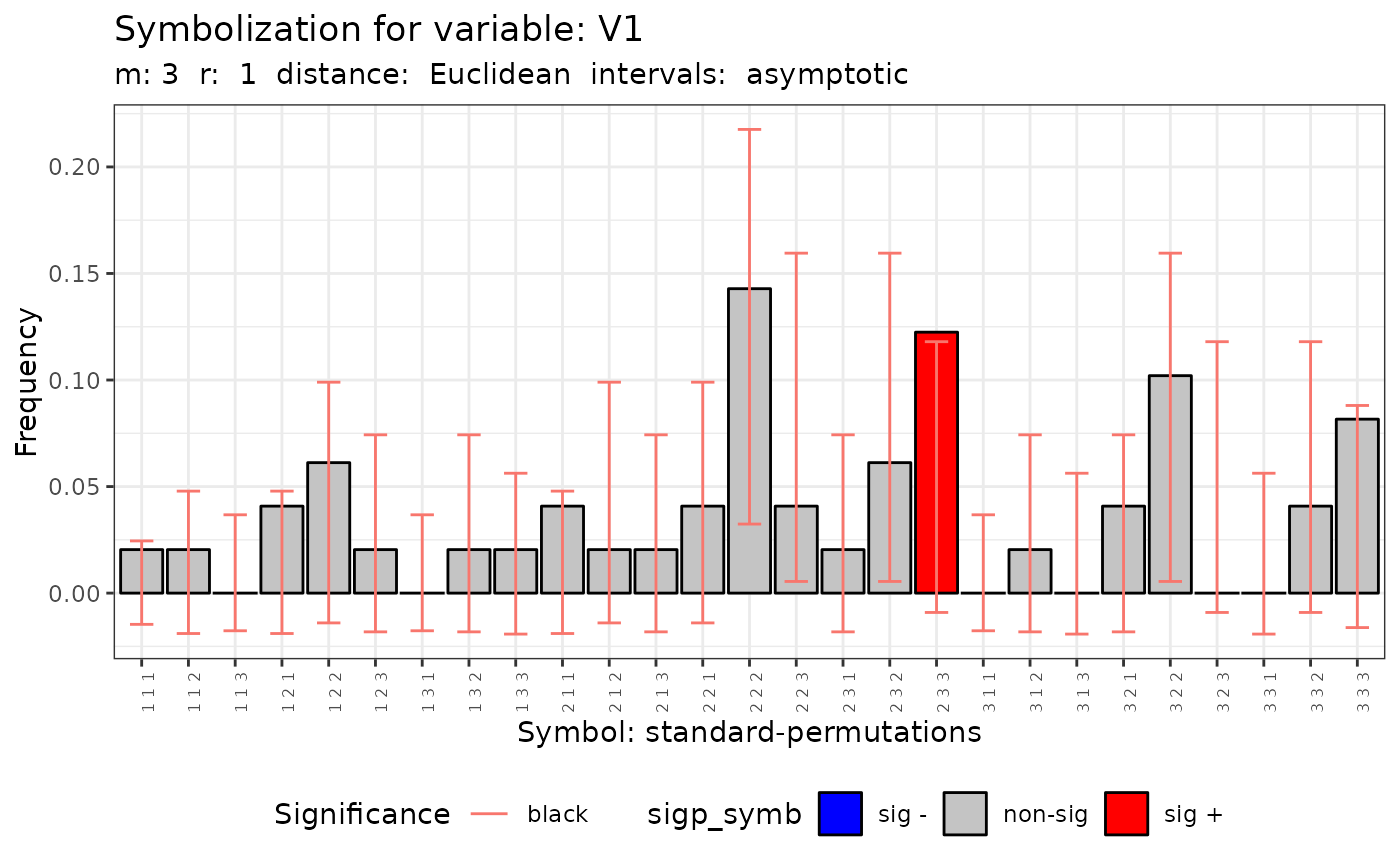 Symbolization for variable: V1
m: 3 r: 1 distance: Euclidean intervals: asymptotic
0.20
0.15
0.10
0.05
0.00
Frequency
1 1 1
1 1 2
1 1 3
1 2 1
1 2 2
1 2 3
1 3 1
1 3 2
1 3 3
2 1 1
2 1 2
2 1 3
2 2 1
2 2 2
2 2 3
2 3 1
2 3 2
2 3 3
3 1 1
3 1 2
3 1 3
3 2 1
3 2 2
3 2 3
3 3 1
3 3 2
3 3 3
Symbol: standard-permutations
Significance black sigp_symb sig - non-sig sig +